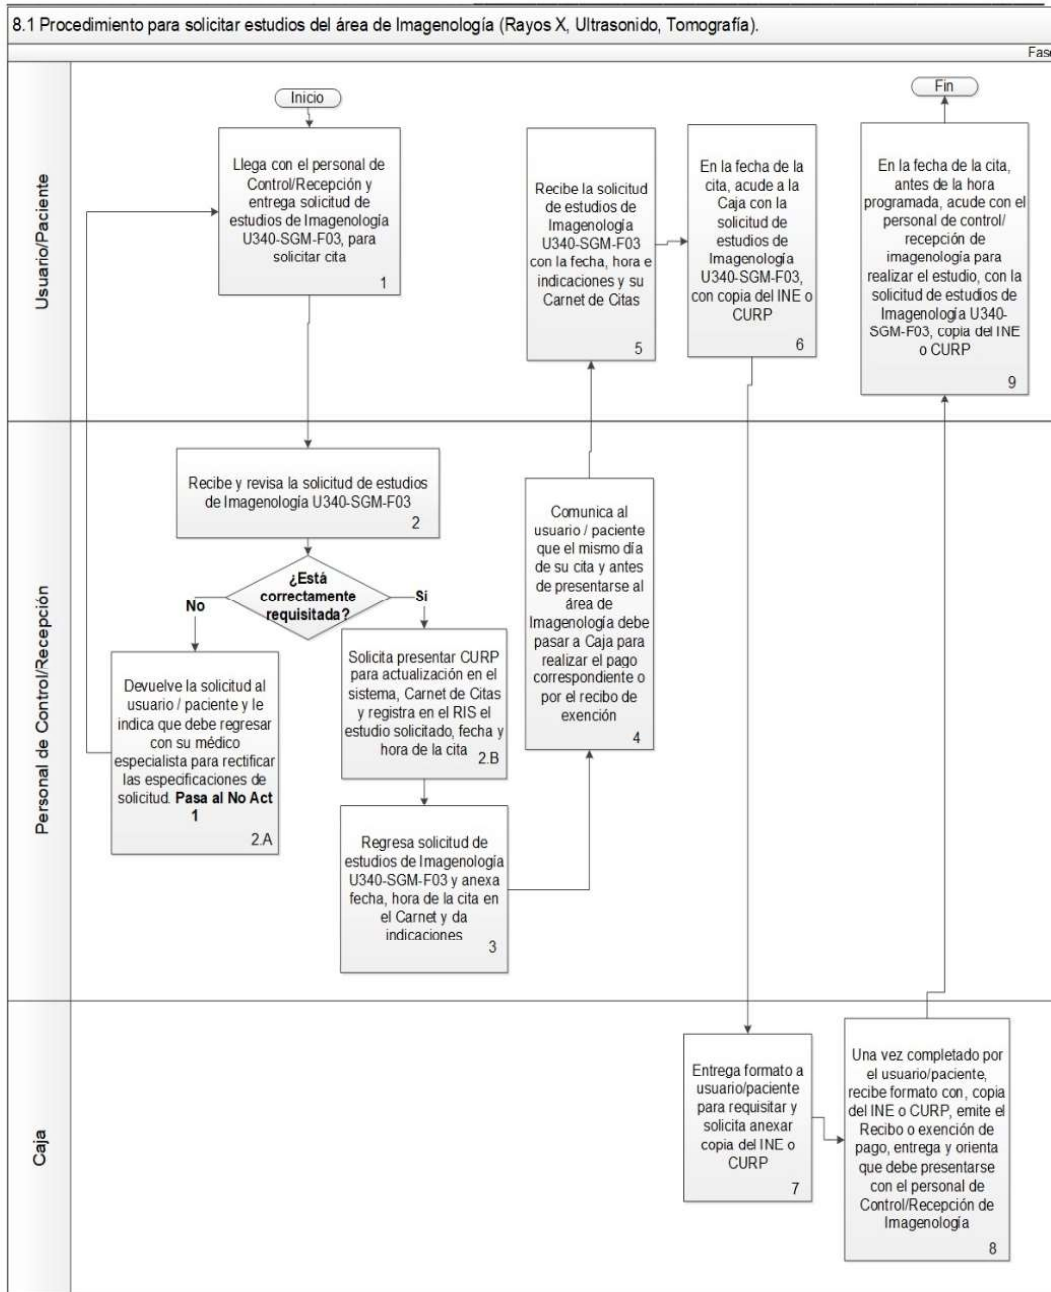 8.1 Procedimiento para solicitar estudios del área de Imagenología (Rayos X, Ultrasonido, Tomografía).
Usuario/Paciente
Inicio
Llega con el personal de
Control/Recepción y
entrega solicitud de
estudios de Imagenología
U340-SGM-F03, para
solicitar cita
1
Recibe la solicitud
de estudios de
Imagenología
U340-SGM-F03
con la fecha, hora e
indicaciones y su
Carnet de Citas
5
En la fecha de la
cita, acude a la
Caja con la
solicitud de
estudios de
Imagenología
U340-SGM-F03,
con copia del INE o
CURP
6
Fin
En la fecha de la cita,
antes de la hora
programada, acude con el
personal de control/
recepción de
imagenología para
realizar el estudio, con la
solicitud de estudios de
Imagenología U340-
SGM-F03, copia del INE
o CURP
9
Personal de Control/Recepción
Recibe y revisa la solicitud de estudios
de Imagenología U340-SGM-F03
2
¿Está
correctamente
requisitada?
No
Si
Devuelve la solicitud al
usuario / paciente y le
indica que debe regresar
con su médico
especialista para rectificar
las especificaciones de
solicitud. Pasa al No Act
1
2.A
Solicita presentar CURP
para actualización en el
sistema, Carnet de Citas
y registra en el RIS el
estudio solicitado, fecha y
hora de la cita
2.B
Regresa solicitud de
estudios de Imagenología
U340-SGM-F03 y anexa
fecha, hora de la cita en
el Carnet y da
indicaciones
3
Comunica al
usuario / paciente
que el mismo día
de su cita y antes
de presentarse al
área de
Imagenología debe
pasar a Caja para
realizar el pago
correspondiente o
por el recibo de
exención
4
Caja
Entrega formato a
usuario/paciente
para requisitar y
solicita anexar
copia del INE o
CURP
7
Una vez completado por
el usuario/paciente,
recibe formato con, copia
del INE o CURP, emite el
Recibo o exención de
pago, entrega y orienta
que debe presentarse
con el personal de
Control/Recepción de
Imagenología
8